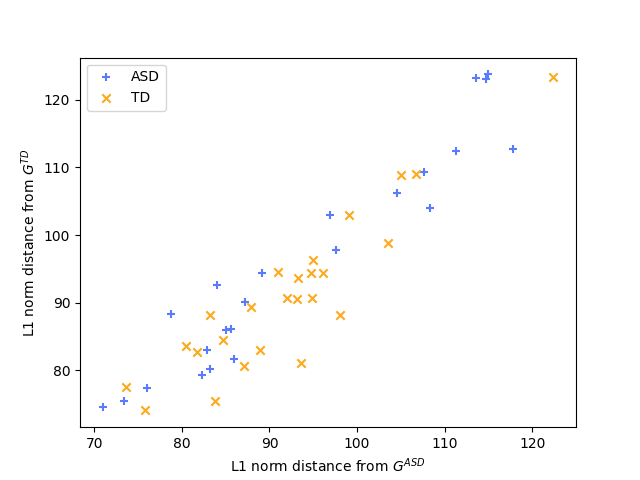 ASD
TD
120
110
100
90
80
70 80 90 100 110 120
L1 norm distance from G^{TD}
L1 norm distance from G^{ASD}